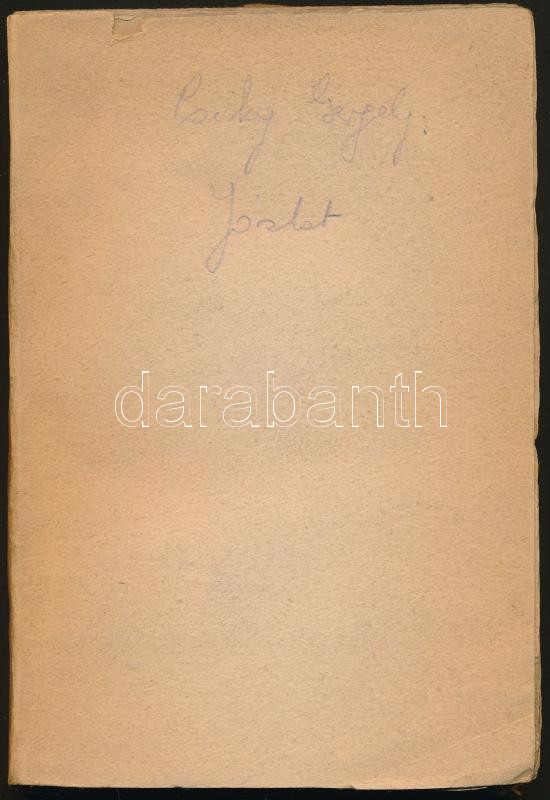 Csiky Gergely:
Jóslat
darabanth